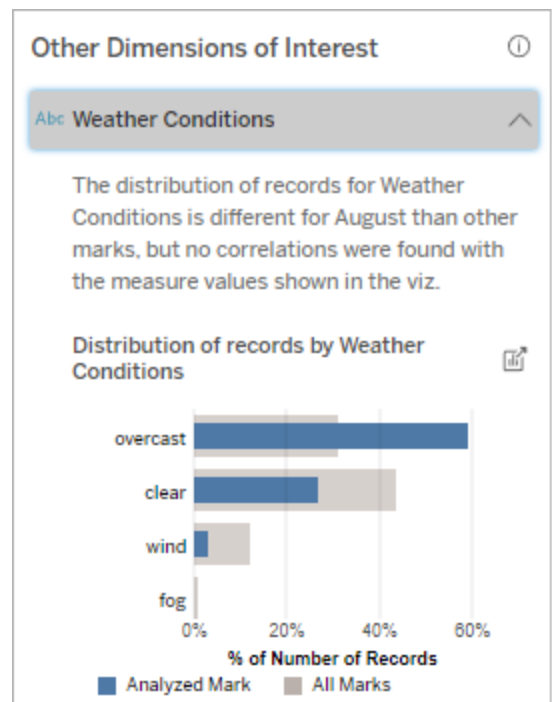 Other Dimensions of Interest
Abc Weather Conditions
The distribution of records for Weather
Conditions is different for August than other
marks, but no correlations were found with
the measure values shown in the viz.
Distribution of records by Weather
Conditions
overcast
clear
wind
fog
0% 20% 40% 60%
% of Number of Records
Analyzed Mark All Marks